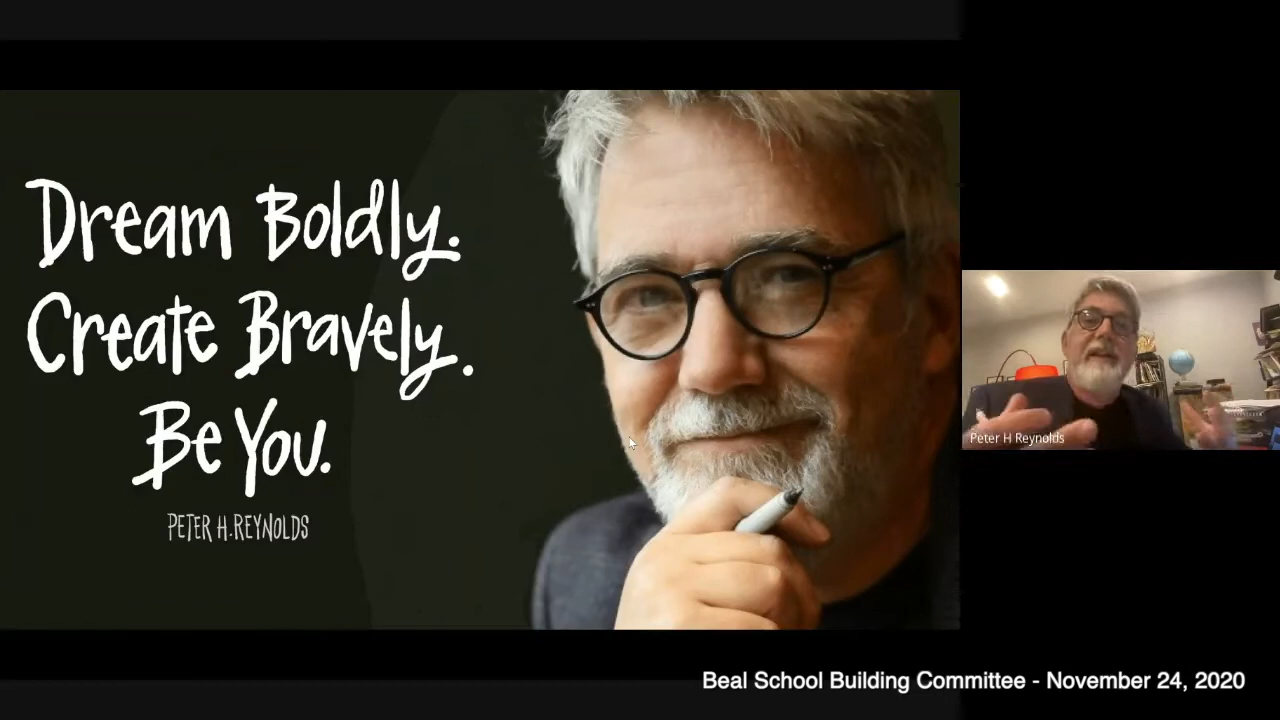 Dream Boldly.
Create Bravely.
Be You.
PETER H. REYNOLDS
Peter H Reynolds
Beal School Building Committee - November 24, 2020